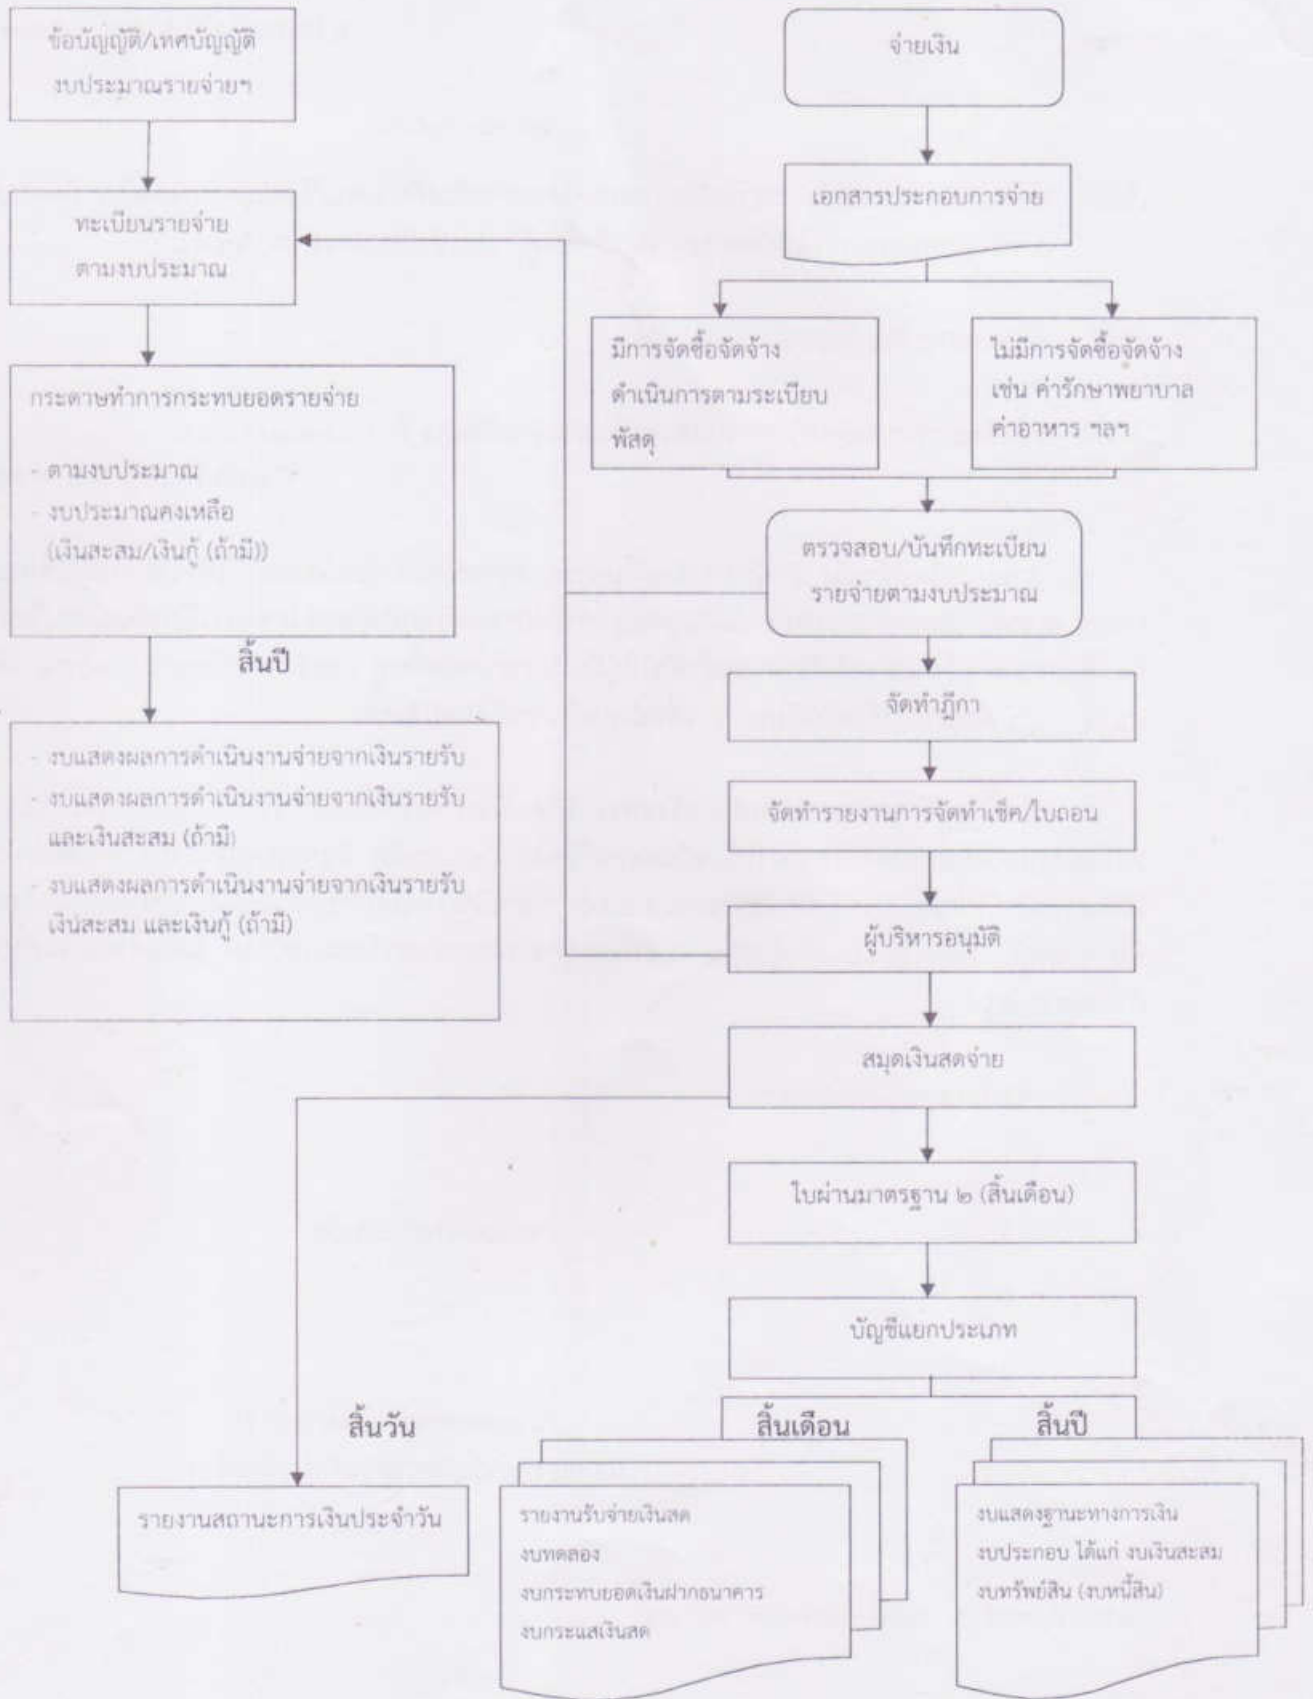 ข้อบัญญัติ/เทศบัญญัติ
งบประมาณรายจ่ายฯ
ทะเบียนรายจ่าย
ตามงบประมาณ
กระดาษทำการกระทบยอดรายจ่าย
- ตามงบประมาณ
- งบประมาณคงเหลือ
(เงินสะสม/เงินกู้ (ถ้ามี))
สิ้นปี
- งบแสดงผลการดำเนินงานจ่ายจากเงินรายรับ
- งบแสดงผลการดำเนินงานจ่ายจากเงินรายรับ
และเงินสะสม (ถ้ามี)
- งบแสดงผลการดำเนินงานจ่ายจากเงินรายรับ
เงินสะสม และเงินกู้ (ถ้ามี)
จ่ายเงิน
เอกสารประกอบการจ่าย
มีการจัดซื้อจัดจ้าง
ดำเนินการตามระเบียบ
พัสดุ
ไม่มีการจัดซื้อจัดจ้าง
เช่น ค่ารักษาพยาบาล
ค่าอาหาร ฯลฯ
ตรวจสอบ/บันทึกทะเบียน
รายจ่ายตามงบประมาณ
จัดทำฎีกา
จัดทำรายงานการจัดทำเช็ค/ใบถอน
ผู้บริหารอนุมัติ
สมุดเงินสดจ่าย
ใบผ่านมาตรฐาน ๒ (สิ้นเดือน)
บัญชีแยกประเภท
สิ้นวัน
รายงานสถานะการเงินประจำวัน
สิ้นเดือน
รายงานรับจ่ายเงินสด
งบทดลอง
งบกระทบยอดเงินฝากธนาคาร
งบกระแสเงินสด
สิ้นปี
งบแสดงฐานะทางการเงิน
งบประกอบ ได้แก่ งบเงินสะสม
งบทรัพย์สิน (งบหนี้สิน)